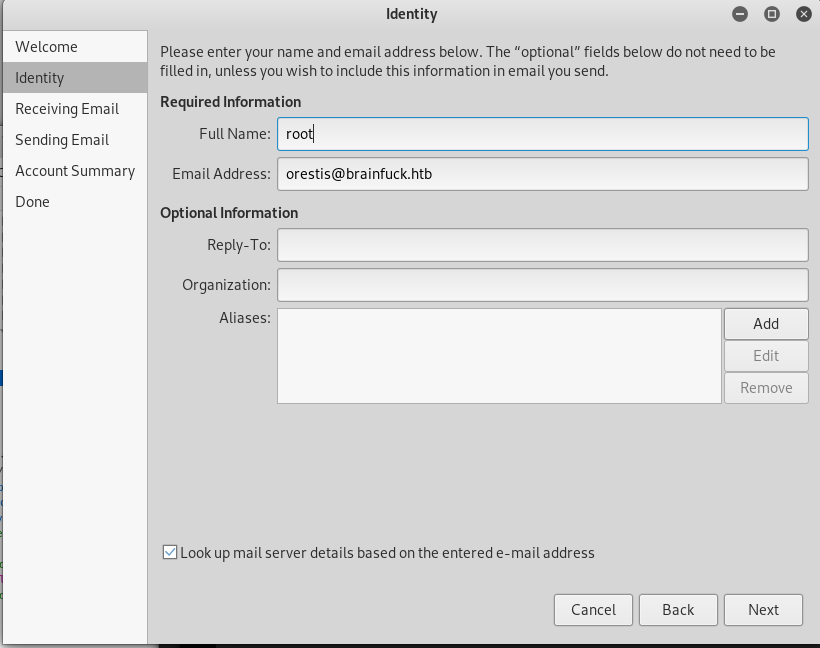 Identity
Welcome
Identity
Receiving Email
Sending Email
Account Summary
Done
Please enter your name and email address below. The “optional” fields below do not need to be
filled in, unless you wish to include this information in email you send.
Required Information
Full Name: root
Email Address: orestis@brainfuck.htb
Optional Information
Reply-To:
Organization:
Aliases:
Add
Edit
Remove
Look up mail server details based on the entered e-mail address
Cancel Back Next